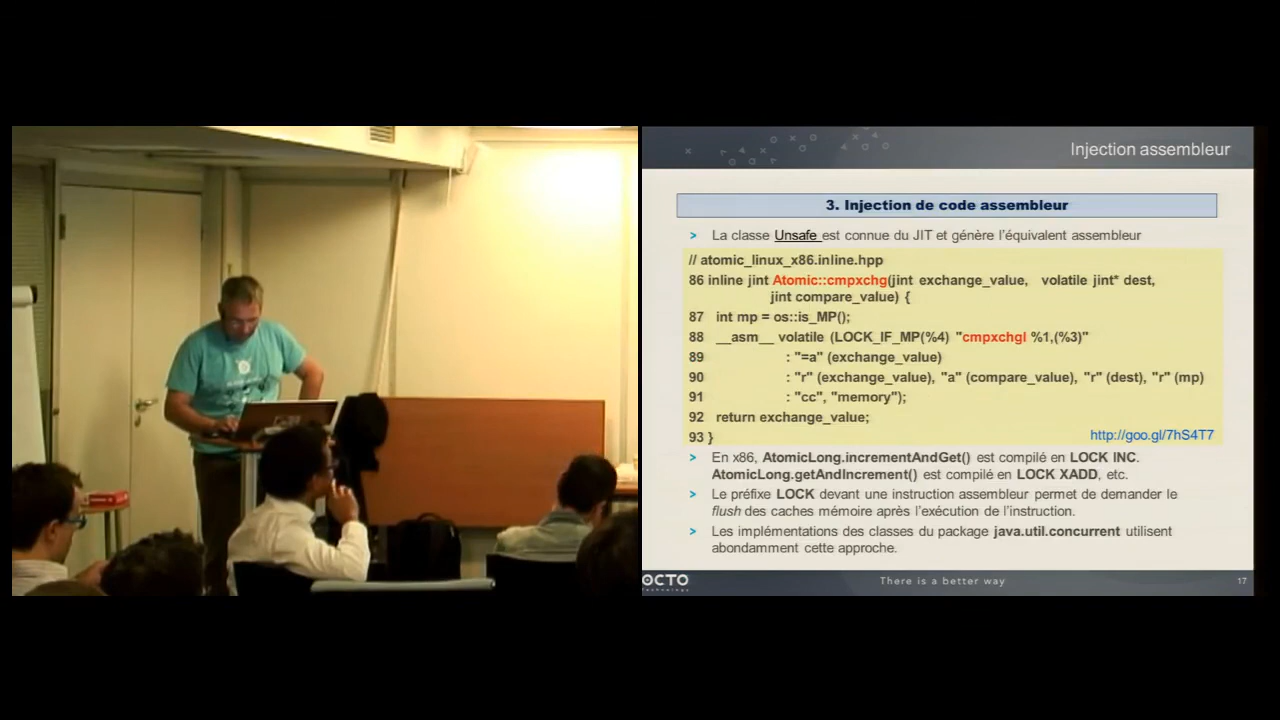 Injection assembleur
3. Injection de code assembleur
> La classe Unsafe est connue du JIT et génère l'équivalent assembleur
// atomic_linux_x86.inline.hpp
86 inline jint Atomic::cmpxchg(jint exchange_value, volatile jint* dest,
jint compare_value) {
87 int mp = os::is_MP();
88 __asm__ volatile (LOCK_IF_MP(%4) "cmpxchgl %1,(%3)"
89 : "=a" (exchange_value)
90 : "r" (exchange_value), "a" (compare_value), "r" (dest), "r" (mp)
91 : "cc", "memory");
92 return exchange_value;
93 }
http://goo.gl/7hS4T7
> En x86, AtomicLong.incrementAndGet() est compilé en LOCK INC.
AtomicLong.getAndIncrement() est compilé en LOCK XADD, etc.
> Le préfixe LOCK devant une instruction assembleur permet de demander le
flush des caches mémoire après l'exécution de l'instruction.
> Les implémentations des classes du package java.util.concurrent utilisent
abondamment cette approche.
OCTO
Technology
There is a better way
17